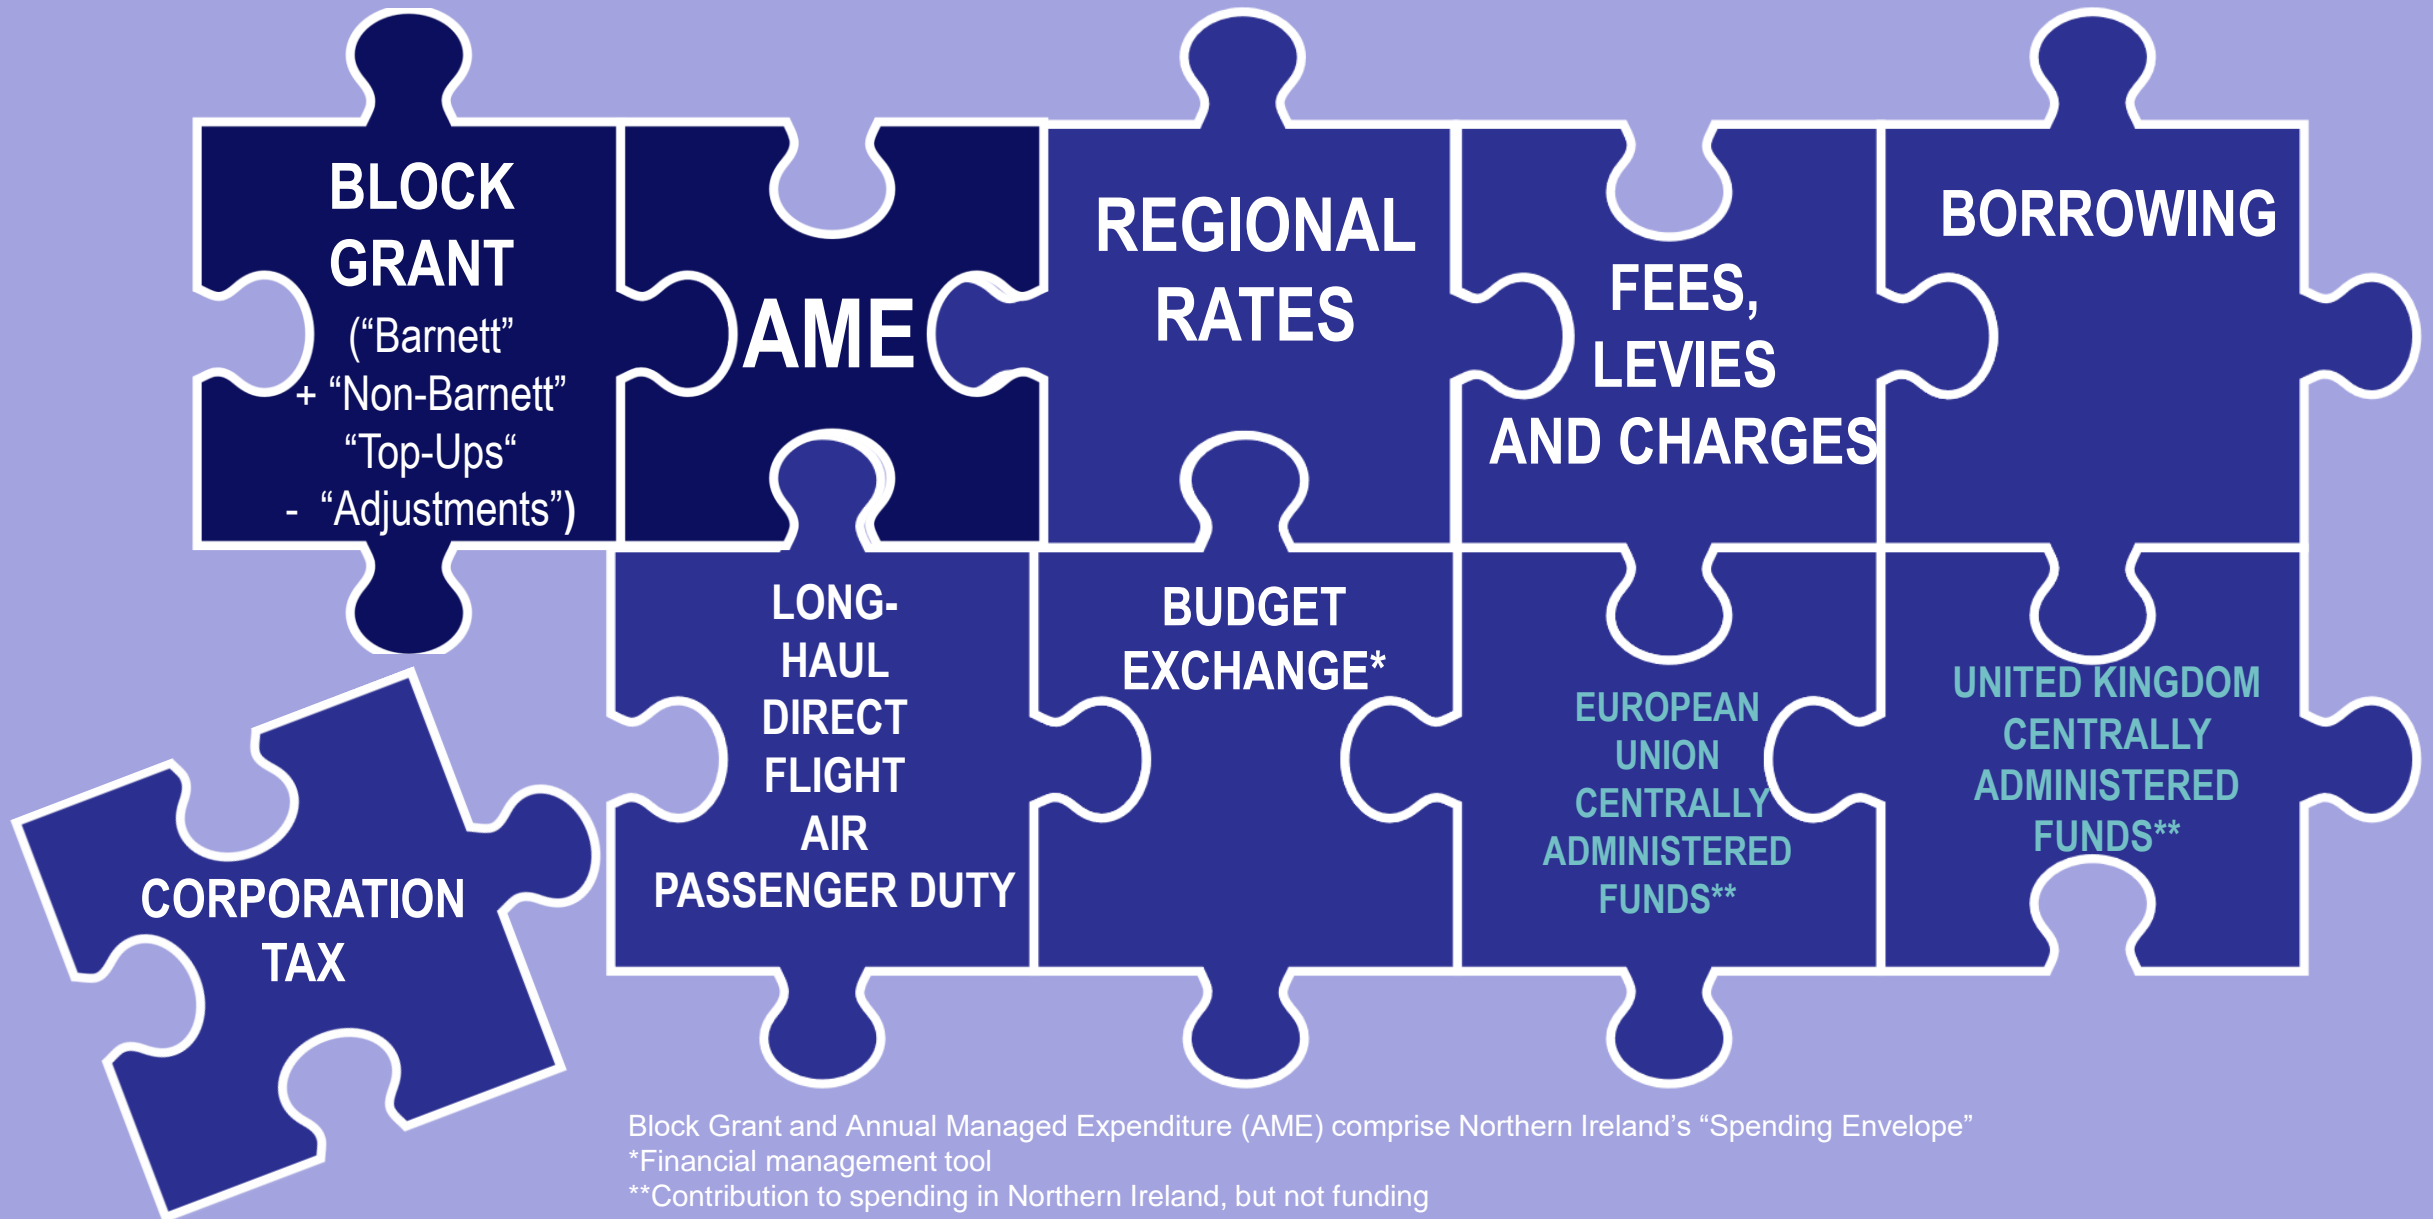 BLOCK
GRANT
(“Barnett”
+ “Non-Barnett”
“Top-Ups“
- “Adjustments”)
AME
REGIONAL
RATES
FEES,
LEVIES
AND CHARGES
BORROWING
LONG-
HAUL
DIRECT
FLIGHT
AIR
PASSENGER DUTY
BUDGET
EXCHANGE*
EUROPEAN
UNION
CENTRALLY
ADMINISTERED
FUNDS**
UNITED KINGDOM
CENTRALLY
ADMINISTERED
FUNDS**
CORPORATION
TAX
Block Grant and Annual Managed Expenditure (AME) comprise Northern Ireland’s “Spending Envelope”
*Financial management tool
**Contribution to spending in Northern Ireland, but not funding